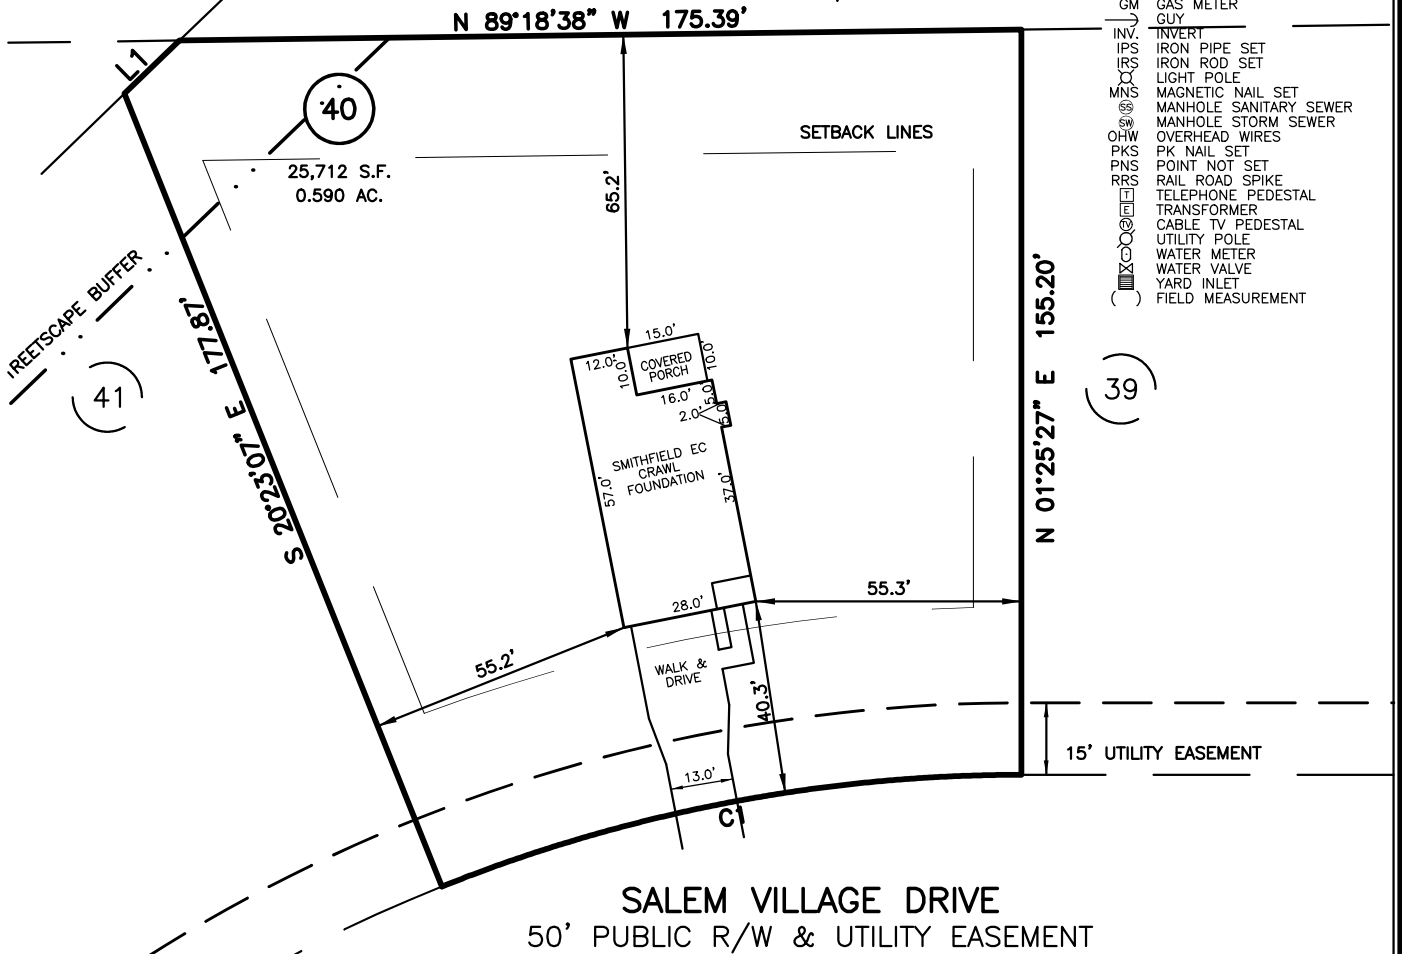 N 89°18'38" W 175.39'
L1
40
25,712 S.F.
0.590 AC.
SETBACK LINES
65.2'
REETSCAPE BUFFER
41
S 20°23'07" E 177.87'
15.0'
12.0'
10.0'
COVERED
PORCH
10.0'
16.0'
5.0'
2.0'
5.0'
SMITHFIELD EC
CRAWL
FOUNDATION
57.0'
37.0'
28.0'
55.3'
55.2'
WALK &
DRIVE
40.3'
13.0'
C1
N 01°25'27" E 155.20'
39
15' UTILITY EASEMENT
SALEM VILLAGE DRIVE
50' PUBLIC R/W & UTILITY EASEMENT
GM GAS METER
GUY
INV. INVERT
IPS IRON PIPE SET
IRS IRON ROD SET
LIGHT POLE
MNS MAGNETIC NAIL SET
SS MANHOLE SANITARY SEWER
SW MANHOLE STORM SEWER
OHW OVERHEAD WIRES
PKS PK NAIL SET
PNS POINT NOT SET
RRS RAIL ROAD SPIKE
T TELEPHONE PEDESTAL
E TRANSFORMER
TV CABLE TV PEDESTAL
UTILITY POLE
WATER METER
WATER VALVE
YARD INLET
( ) FIELD MEASUREMENT